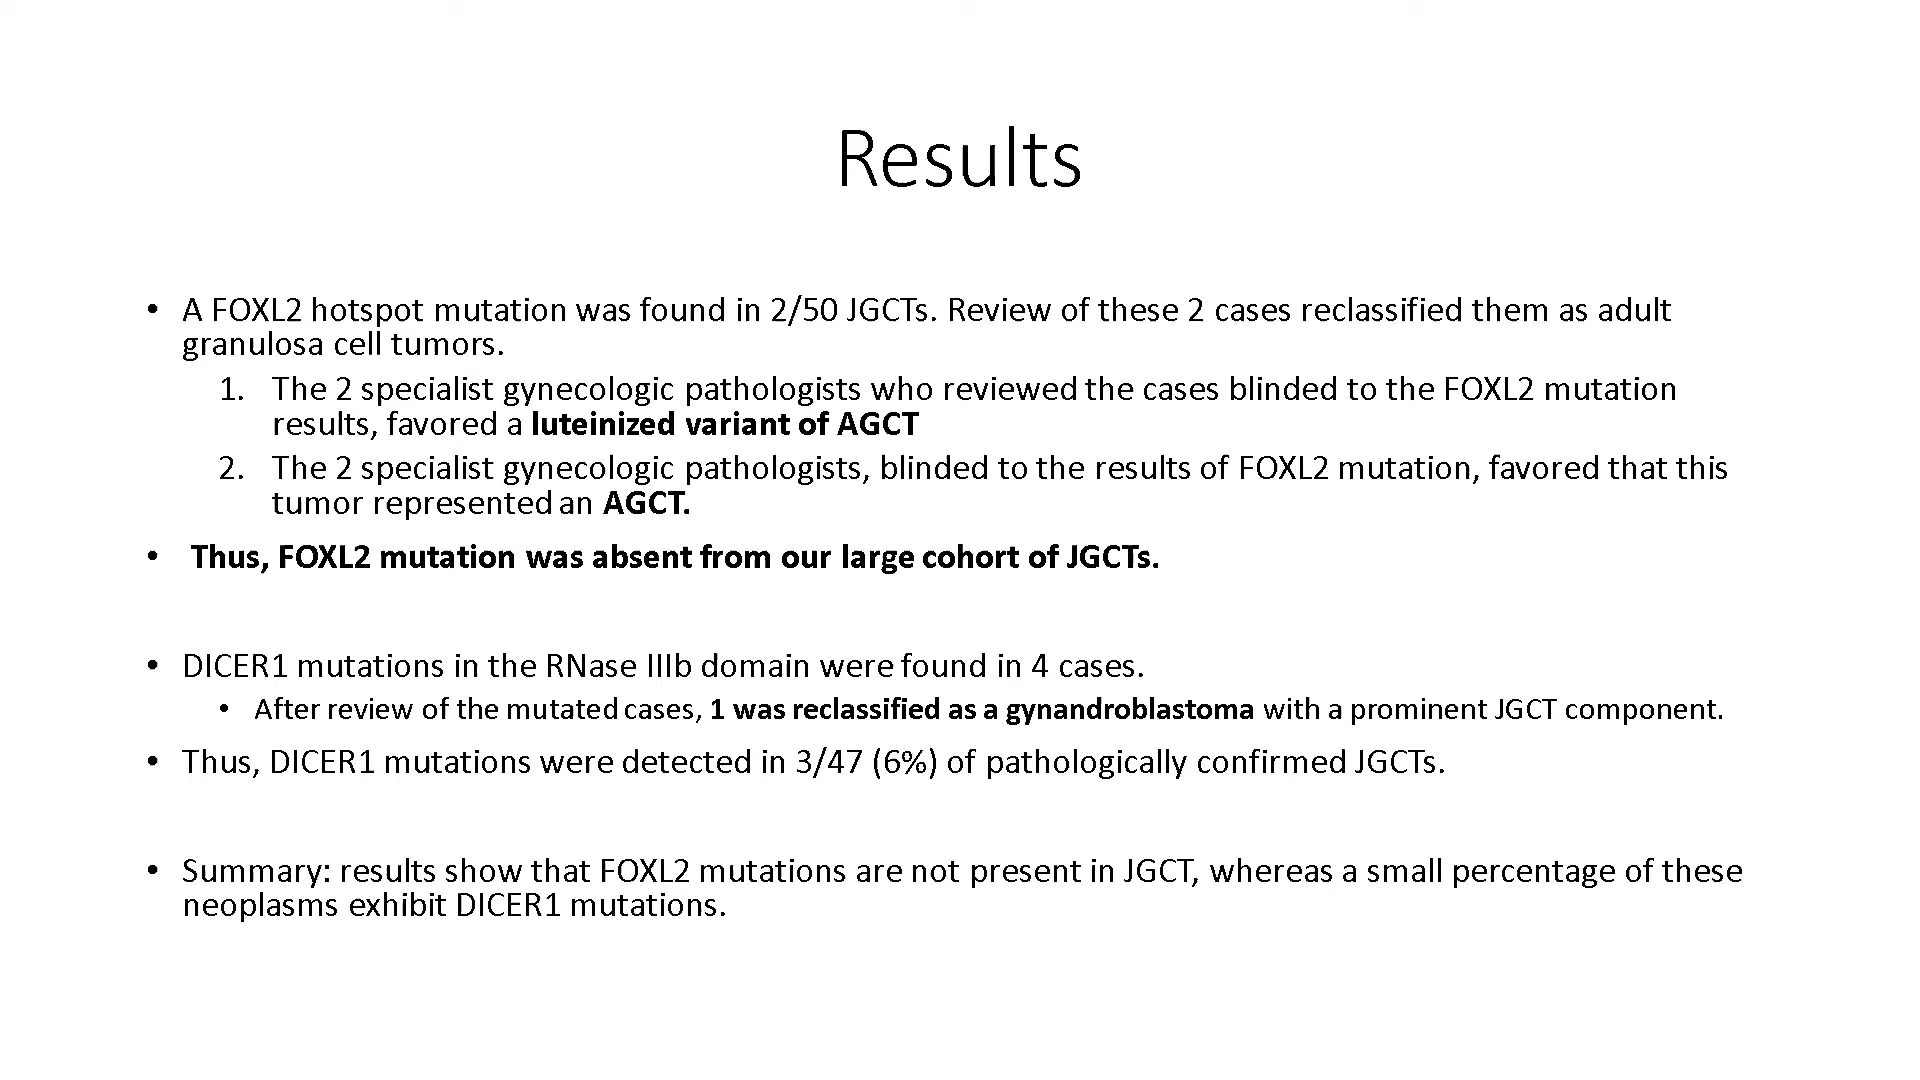 Results
• A FOXL2 hotspot mutation was found in 2/50 JGCTs. Review of these 2 cases reclassified them as adult
granulosa cell tumors.
1. The 2 specialist gynecologic pathologists who reviewed the cases blinded to the FOXL2 mutation
results, favored a luteinized variant of AGCT
2. The 2 specialist gynecologic pathologists, blinded to the results of FOXL2 mutation, favored that this
tumor represented an AGCT.
• Thus, FOXL2 mutation was absent from our large cohort of JGCTs.
• DICER1 mutations in the RNase IIIb domain were found in 4 cases.
• After review of the mutated cases, 1 was reclassified as a gynandroblastoma with a prominent JGCT component.
• Thus, DICER1 mutations were detected in 3/47 (6%) of pathologically confirmed JGCTs.
• Summary: results show that FOXL2 mutations are not present in JGCT, whereas a small percentage of these
neoplasms exhibit DICER1 mutations.